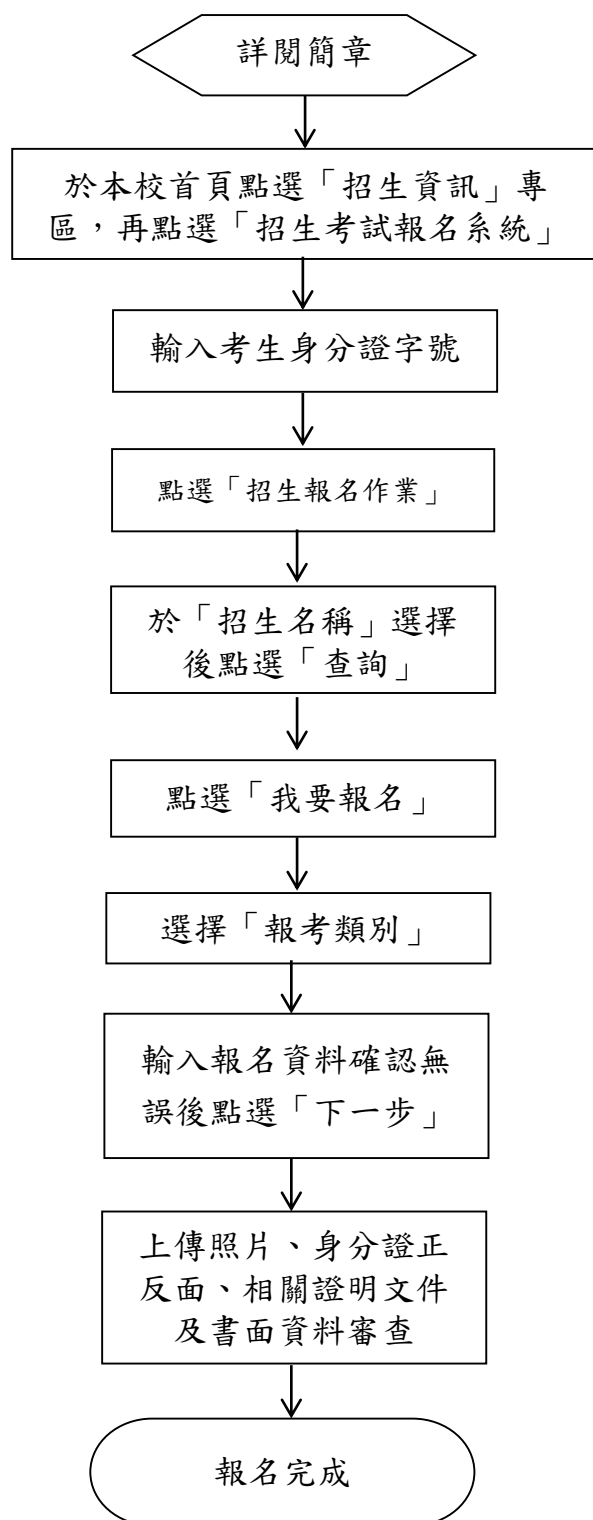 詳閱簡章
於本校首頁點選「招生資訊」專
區，再點選「招生考試報名系統」
輸入考生身分證字號
點選「招生報名作業」
於「招生名稱」選擇
後點選「查詢」
點選「我要報名」
選擇「報考類別」
輸入報名資料確認無
誤後點選「下一步」
上傳照片、身分證正
反面、相關證明文件
及書面資料審查
報名完成